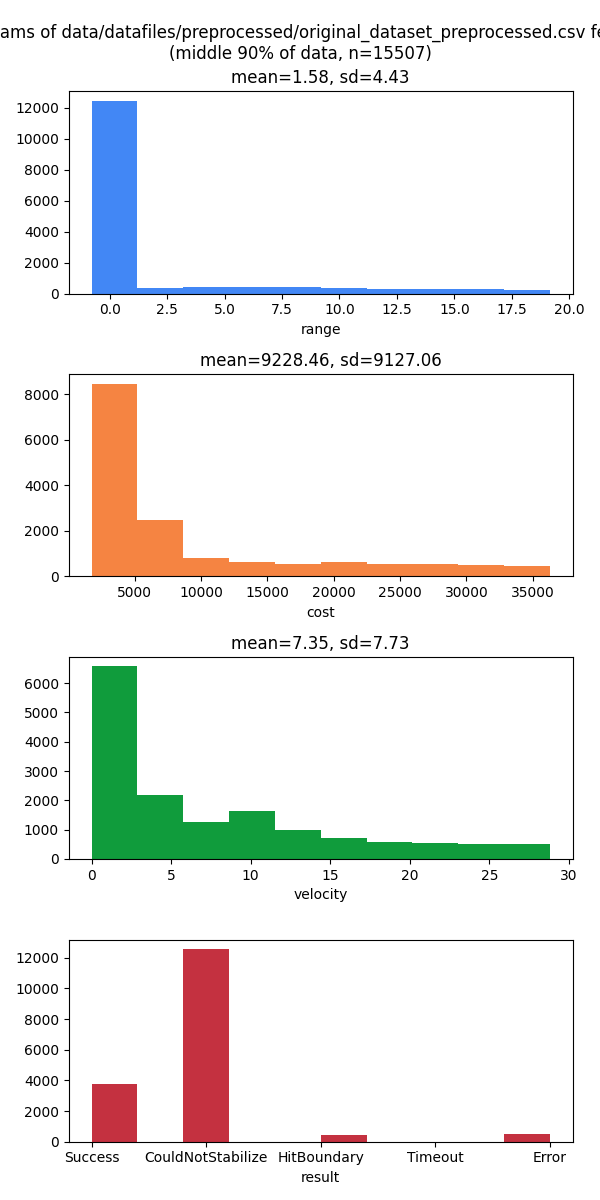 ams of data/datafiles/preprocessed/original_dataset_preprocessed.csv fe
(middle 90% of data, n=15507)
mean=1.58, sd=4.43
12000
10000
8000
6000
4000
2000
0
0.0 2.5 5.0 7.5 10.0 12.5 15.0 17.5 20.0
range
mean=9228.46, sd=9127.06
8000
6000
4000
2000
0
5000 10000 15000 20000 25000 30000 35000
cost
mean=7.35, sd=7.73
6000
5000
4000
3000
2000
1000
0
0 5 10 15 20 25 30
velocity
12000
10000
8000
6000
4000
2000
0
Success CouldNotStabilize HitBoundary Timeout Error
result